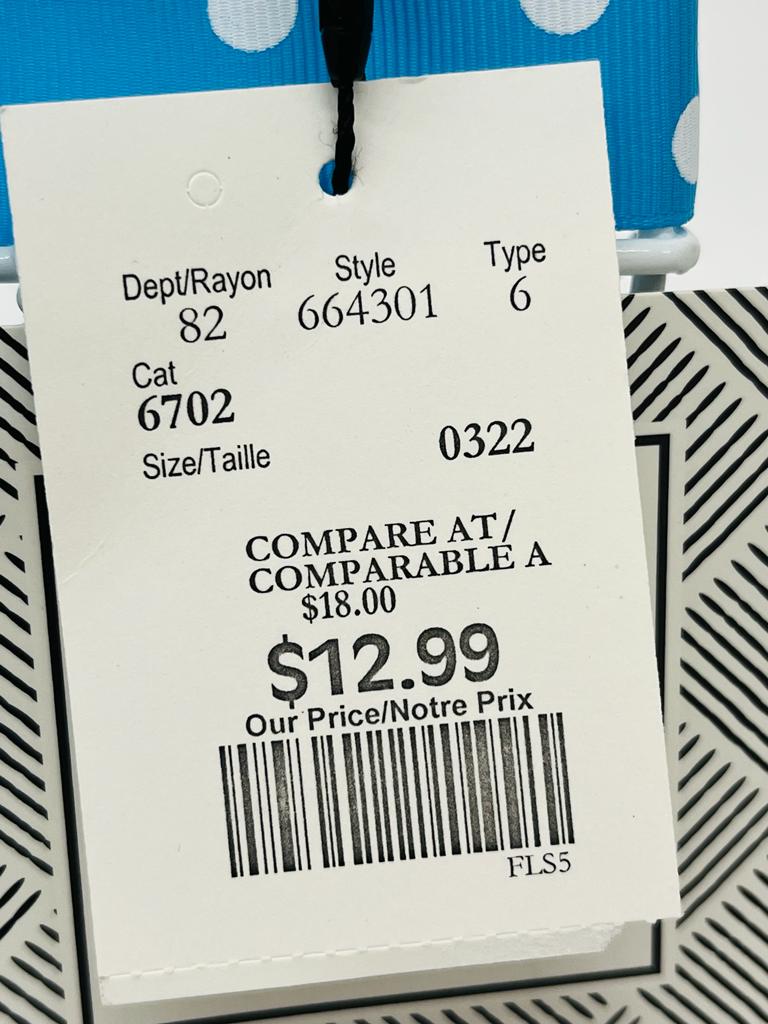 Dept/Rayon Style Type
82 664301 6
Cat
6702
Size/Taille 0322
COMPARE AT/
COMPARABLE A
$18.00
$12.99
Our Price/Notre Prix
FLS5